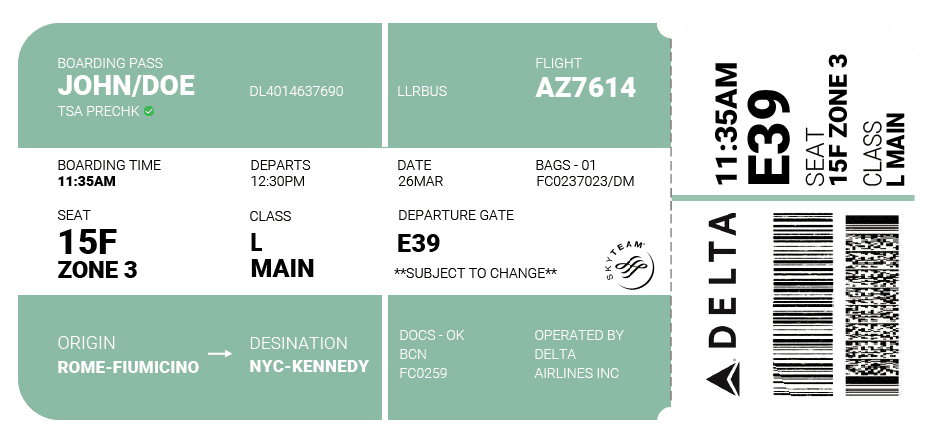 BOARDING PASS
JOHN/DOE
TSA PRECHK
DL4014637690
LLRBUS
FLIGHT
AZ7614
BOARDING TIME
11:35AM
DEPARTS
12:30PM
DATE
26MAR
BAGS - 01
FC0237023/DM
SEAT
15F
ZONE 3
CLASS
L
MAIN
DEPARTURE GATE
E39
**SUBJECT TO CHANGE**
SKYTEAM
ORIGIN
ROME-FIUMICINO
DESINATION
NYC-KENNEDY
DOCS - OK
BCN
FC0259
OPERATED BY
DELTA
AIRLINES INC
11:35AM
E39
SEAT
15F ZONE 3
CLASS
L MAIN
DELTA